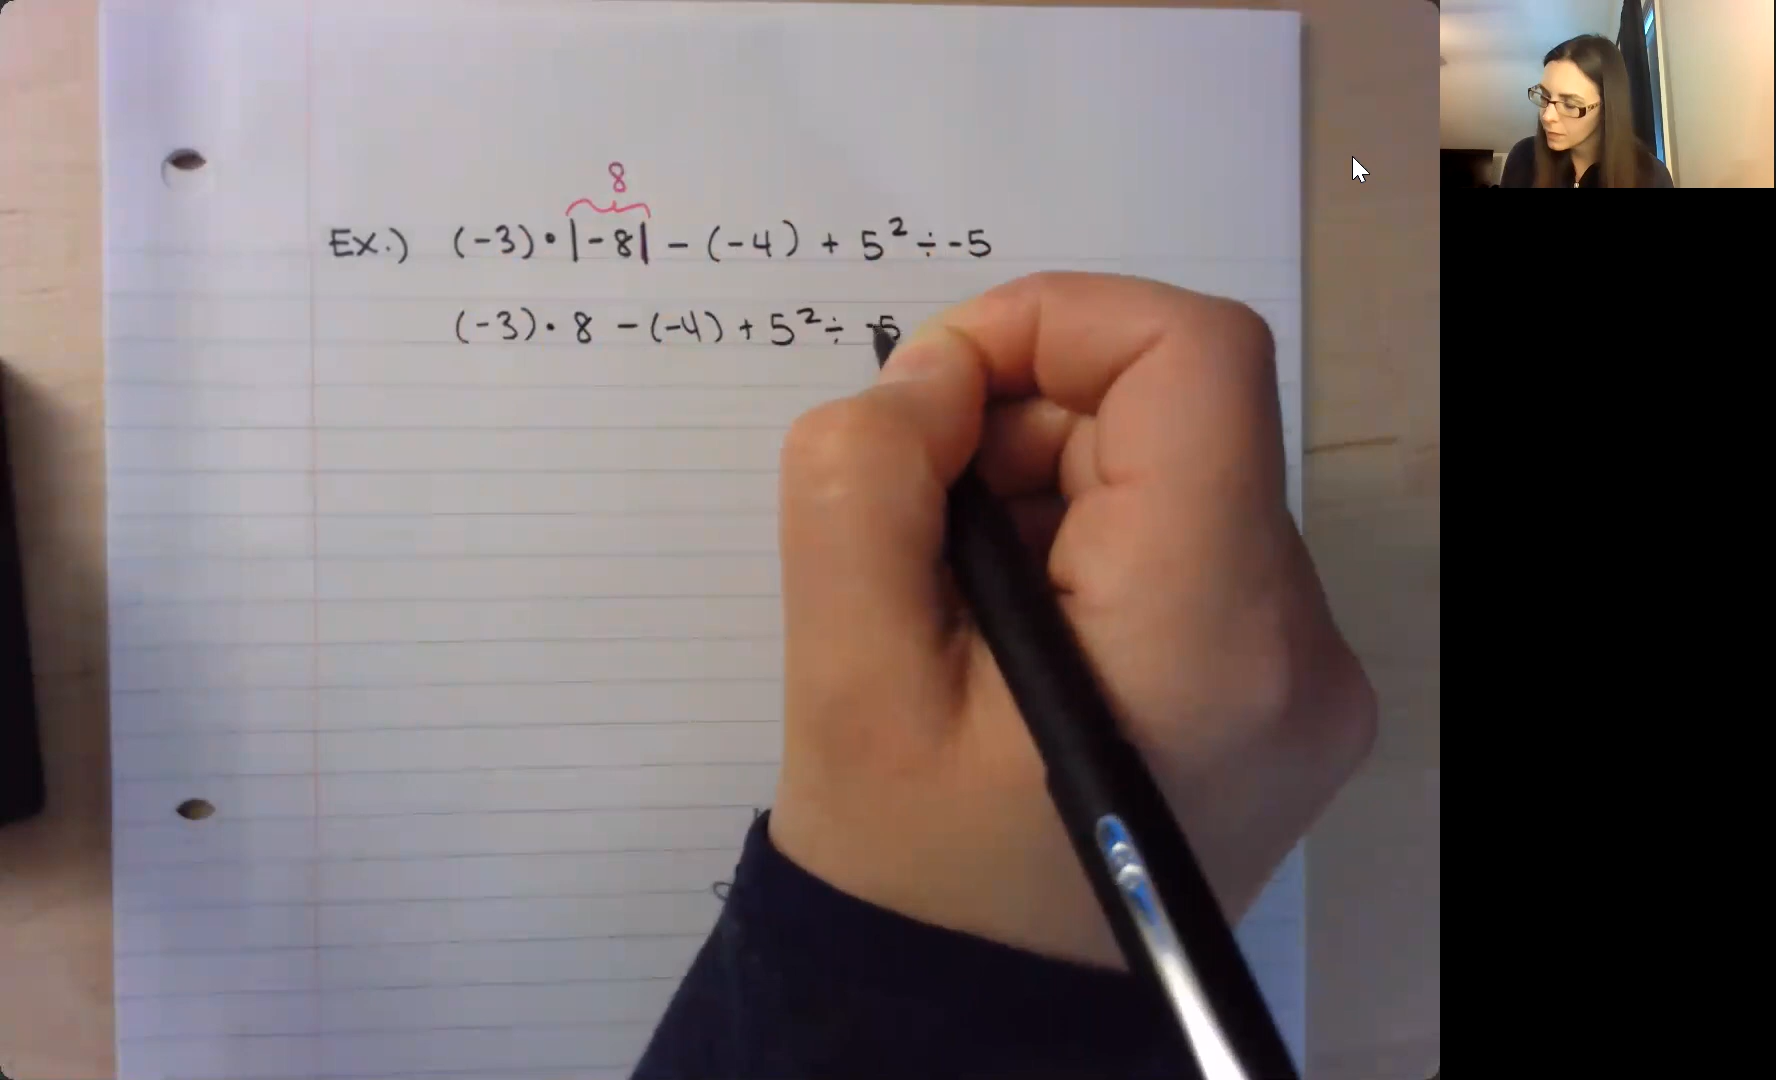 8
Ex.) (-3)•|-8| - (-4) + 5² ÷ -5
(-3)• 8 - (-4) + 5² ÷ -5